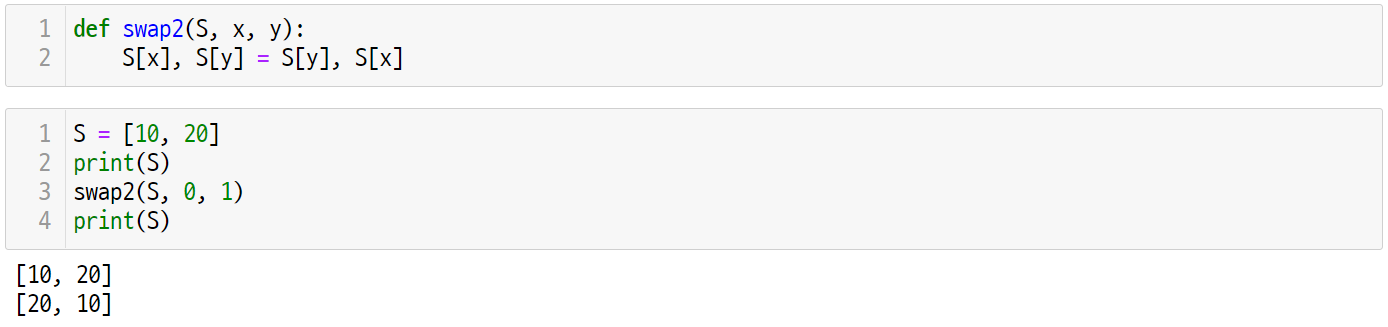 1 def swap2(S, x, y):
2     S[x], S[y] = S[y], S[x]
1 S = [10, 20]
2 print(S)
3 swap2(S, 0, 1)
4 print(S)
[10, 20]
[20, 10]